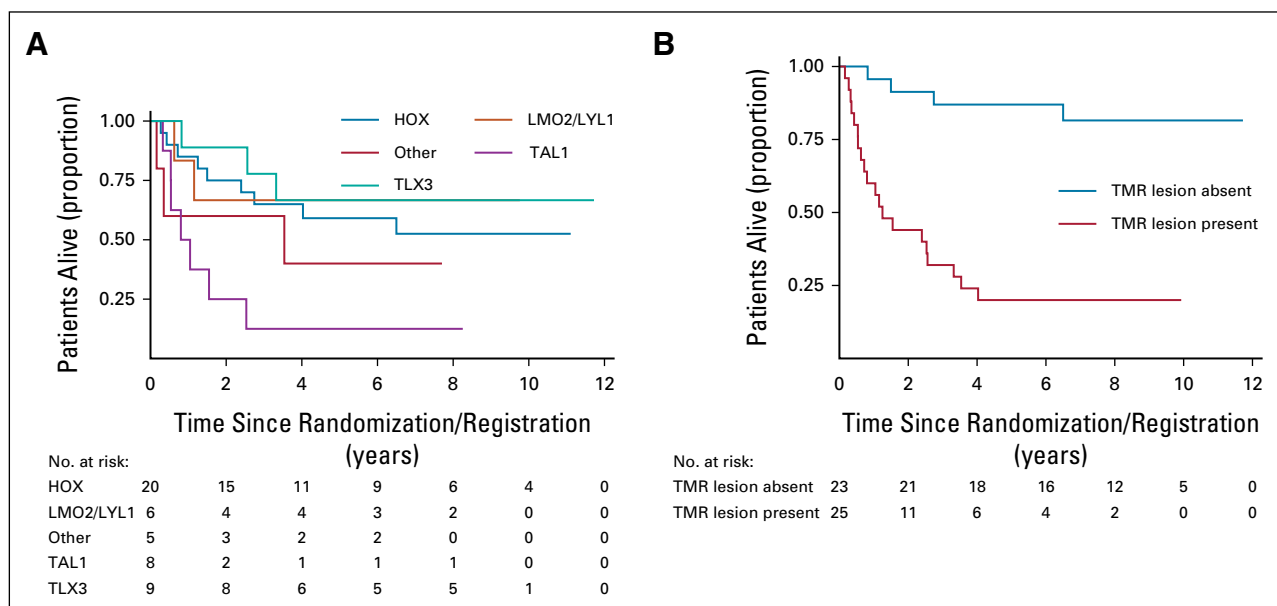 A
Patients Alive (proportion)
1.00
0.75
0.50
0.25
HOX
LMO2/LYL1
Other
TAL1
TLX3
0 2 4 6 8 10 12
Time Since Randomization/Registration
(years)
No. at risk:
HOX 20 15 11 9 6 4 0
LMO2/LYL1 6 4 4 3 2 0 0
Other 5 3 2 2 0 0 0
TAL1 8 2 1 1 1 0 0
TLX3 9 8 6 5 5 1 0
B
Patients Alive (proportion)
1.00
0.75
0.50
0.25
TMR lesion absent
TMR lesion present
0 2 4 6 8 10 12
Time Since Randomization/Registration
(years)
No. at risk:
TMR lesion absent 23 21 18 16 12 5 0
TMR lesion present 25 11 6 4 2 0 0